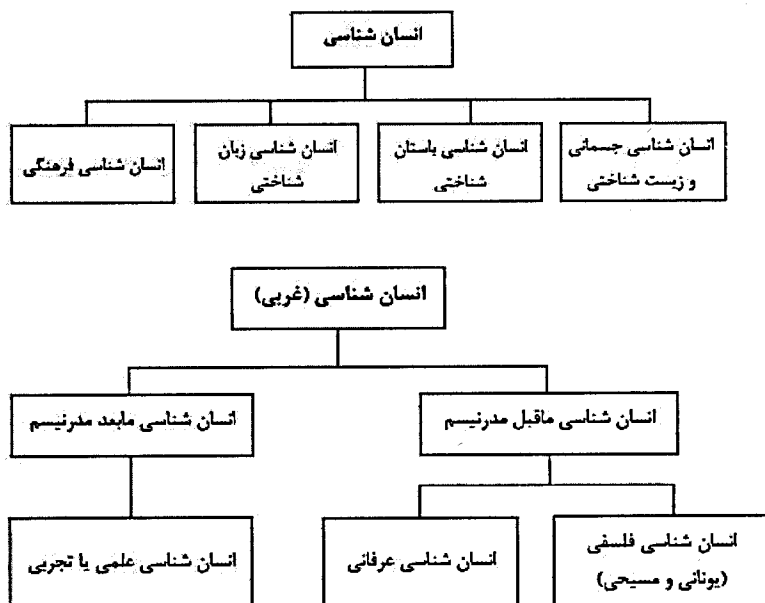 انسان شناسی
انسان شناسی جسمانی
و زیست شناختی
انسان شناسی باستان
شناختی
انسان شناسی زبان
شناختی
انسان شناسی فرهنگی
انسان شناسی (غربی)
انسان شناسی ماقبل مدرنیسم
انسان شناسی مابعد مدرنیسم
انسان شناسی فلسفی
(یونانی و مسیحی)
انسان شناسی عرفانی
انسان شناسی علمی یا تجربی